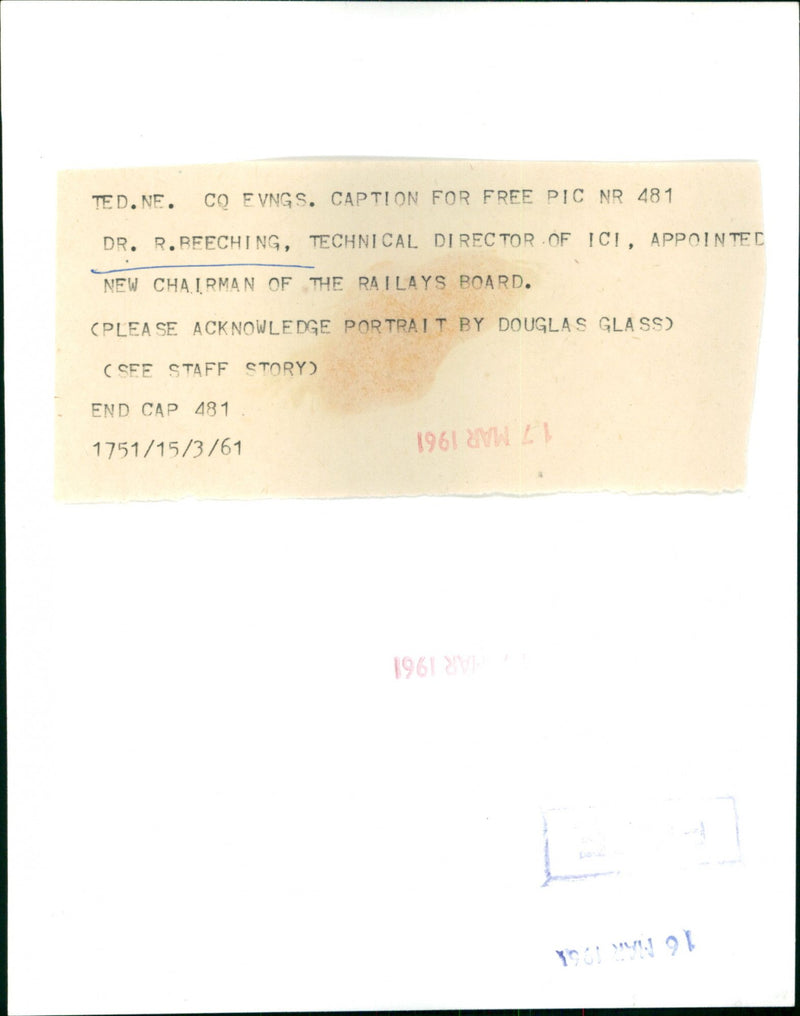 TED.NE. CQ EVNGS. CAPTION FOR FREE PIC NR 481
DR. R.BEECHING, TECHNICAL DIRECTOR OF ICI, APPOINTED
NEW CHAIRMAN OF THE RAILAYS BOARD.
(PLEASE ACKNOWLEDGE PORTRAIT BY DOUGLAS GLASS)
(SEE STAFF STORY)
END CAP 481
1751/15/3/61
17 MAR 1961
MAR 1961
16 MAR 1961